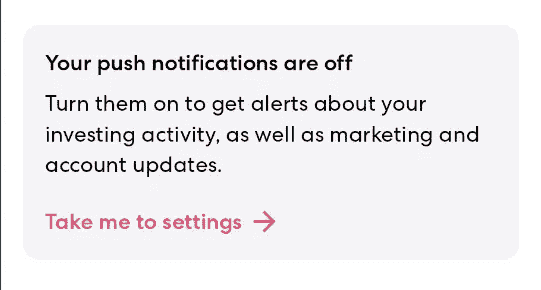 Your push notifications are off
Turn them on to get alerts about your
investing activity, as well as marketing and
account updates.
Take me to settings →